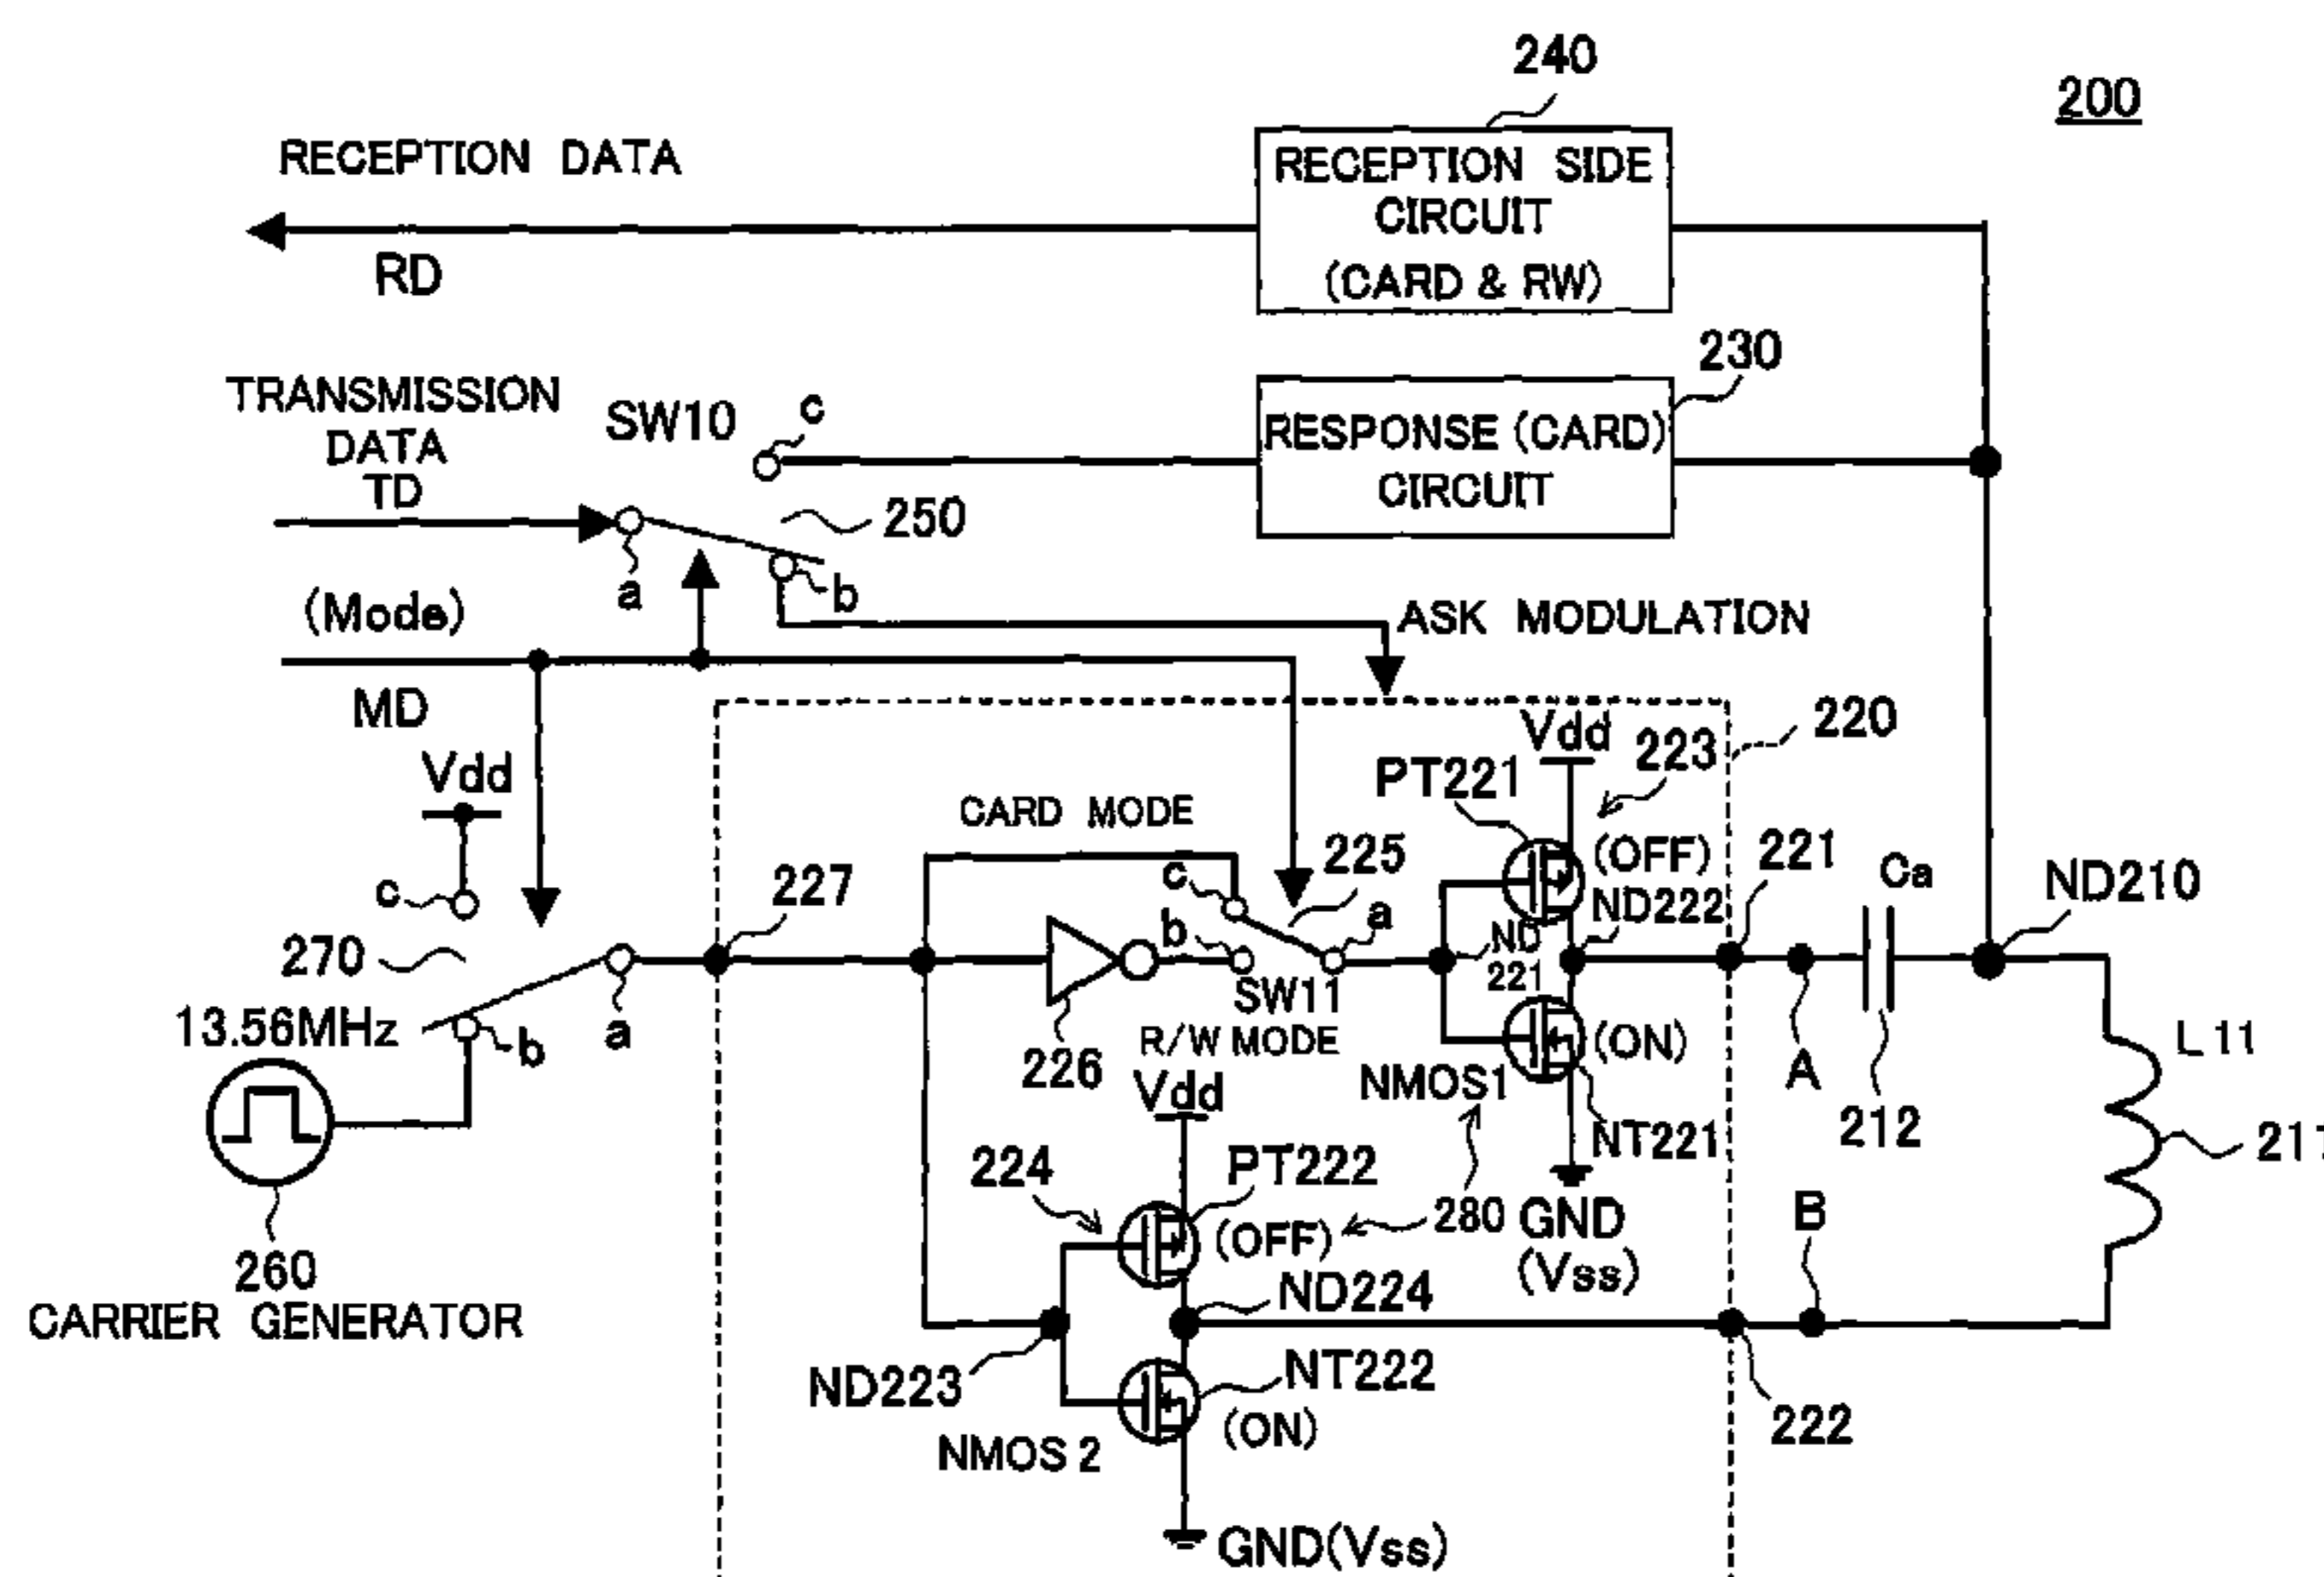 240
200
RECEPTION DATA
RECEPTION SIDE
CIRCUIT
(CARD & RW)
RD
230
TRANSMISSION
DATA
TD
SW10
c
RESPONSE (CARD)
CIRCUIT
250
a
b
(Mode)
ASK MODULATION
MD
Vdd
220
Vdd
223
PT221
CARD MODE
(OFF)
225
221
Ca
ND210
c
227
c
a
ND222
b
270
ND
221
SW11
13.56MHz
b
a
226
R/W MODE
(ON)
A
L11
NMOS1
Vdd
212
NT221
224
PT222
280
GND
(Vss)
B
(OFF)
260
CARRIER GENERATOR
ND224
ND223
NT222
222
NMOS 2
(ON)
GND(Vss)